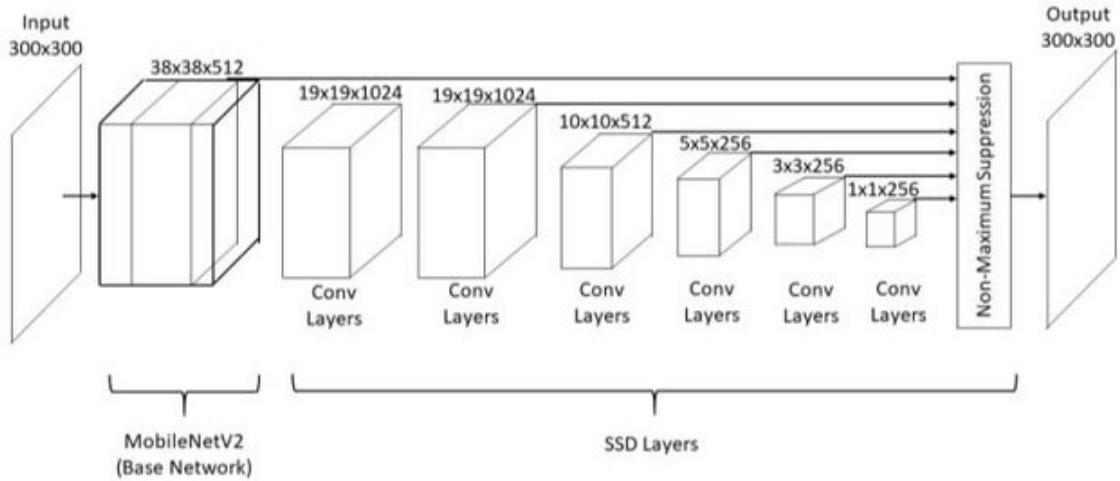 Input
300x300
Output
300x300
38x38x512
19x19x1024
19x19x1024
10x10x512
5x5x256
3x3x256
1x1x256
Non-Maximum Suppression
Conv
Layers
Conv
Layers
Conv
Layers
Conv
Layers
Conv
Layers
Conv
Layers
MobileNetV2
(Base Network)
SSD Layers